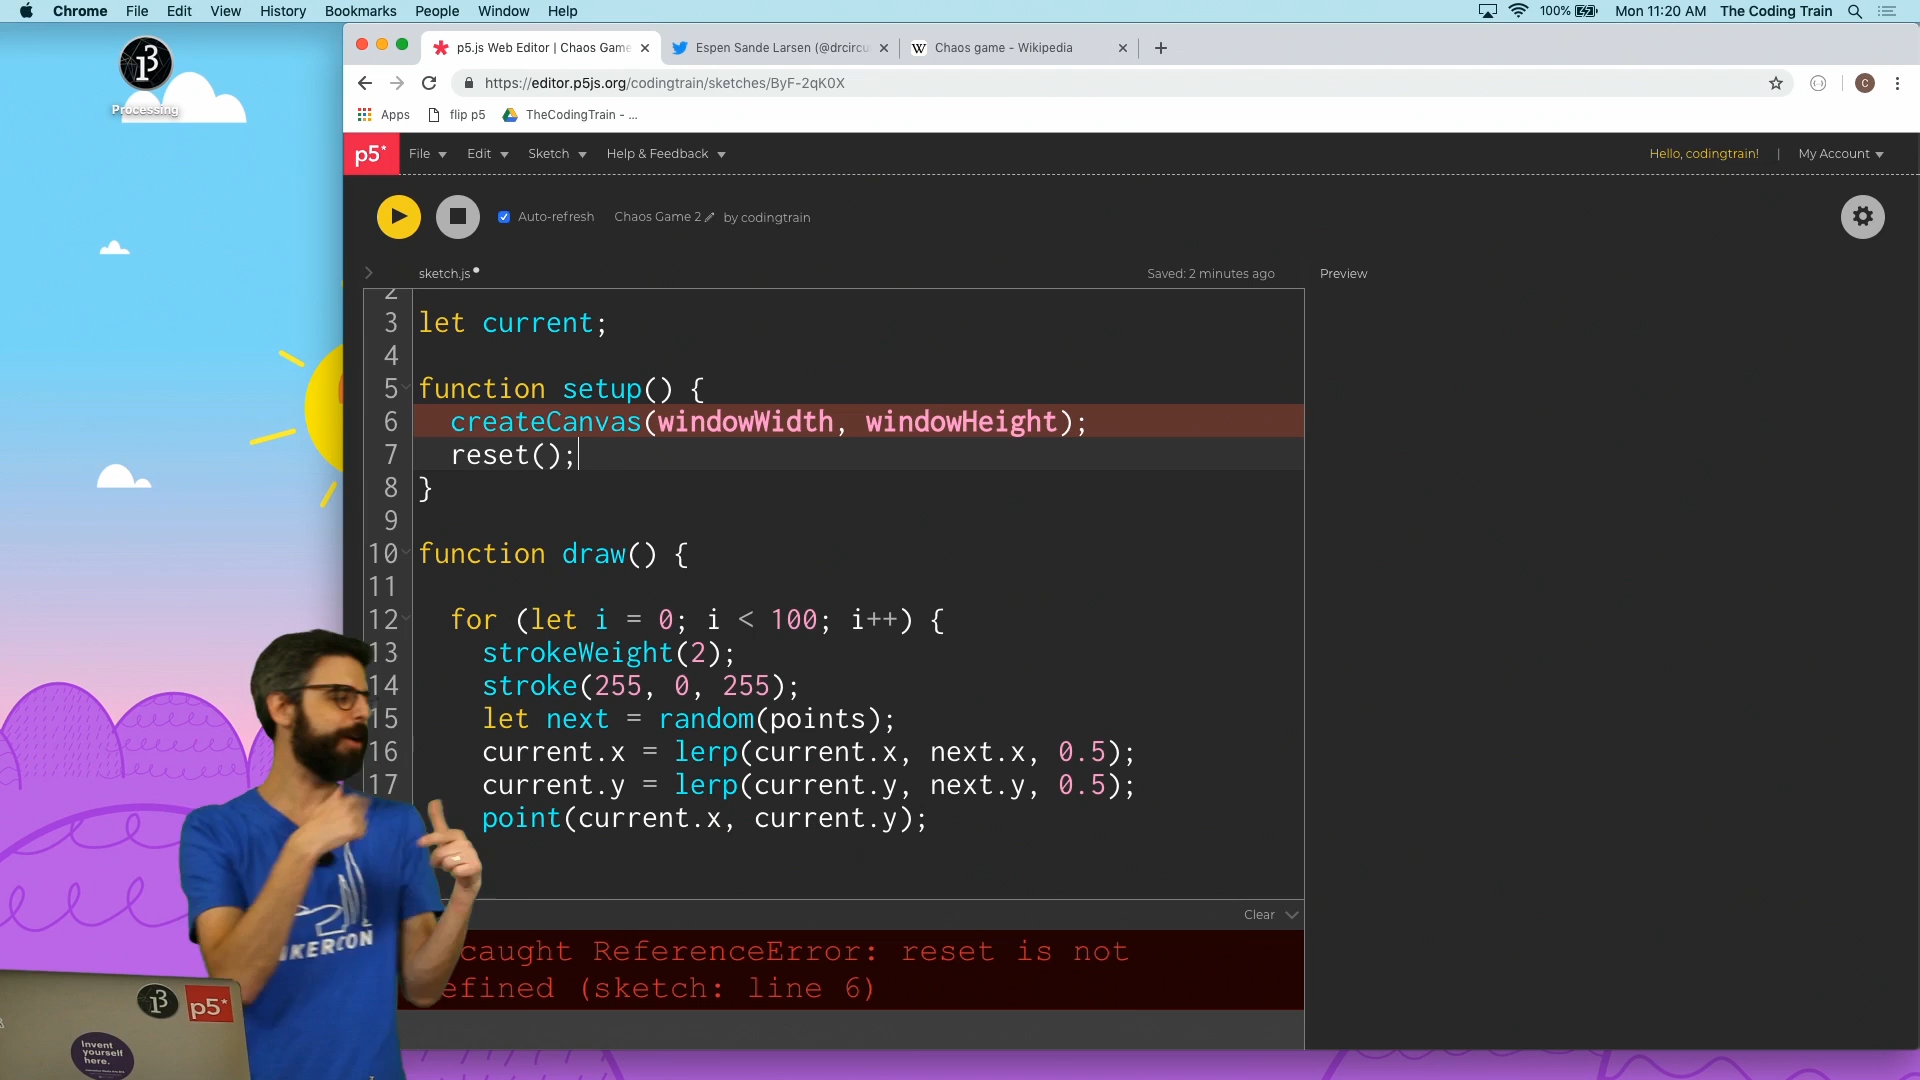 Chrome File Edit View History Bookmarks People Window Help 100% Mon 11:20 AM The Coding Train
Processing
p5.js Web Editor | Chaos Game Espen Sande Larsen (@drcircu Chaos game - Wikipedia
https://editor.p5js.org/codingtrain/sketches/ByF-2qK0X C
Apps flip p5 TheCodingTrain - ...
p5* File Edit Sketch Help & Feedback Hello, codingtrain! | My Account
Auto-refresh Chaos Game 2 by codingtrain
sketch.js Saved: 2 minutes ago Preview
2
3 let current;
4
5 function setup() {
6 createCanvas(windowWidth, windowHeight);
7 reset();
8 }
9
10 function draw() {
11
12 for (let i = 0; i < 100; i++) {
13 strokeWeight(2);
14 stroke(255, 0, 255);
15 let next = random(points);
16 current.x = lerp(current.x, next.x, 0.5);
17 current.y = lerp(current.y, next.y, 0.5);
point(current.x, current.y);
Clear
caught ReferenceError: reset is not
efined (sketch: line 6)
p5*
Invent
yourself
here.